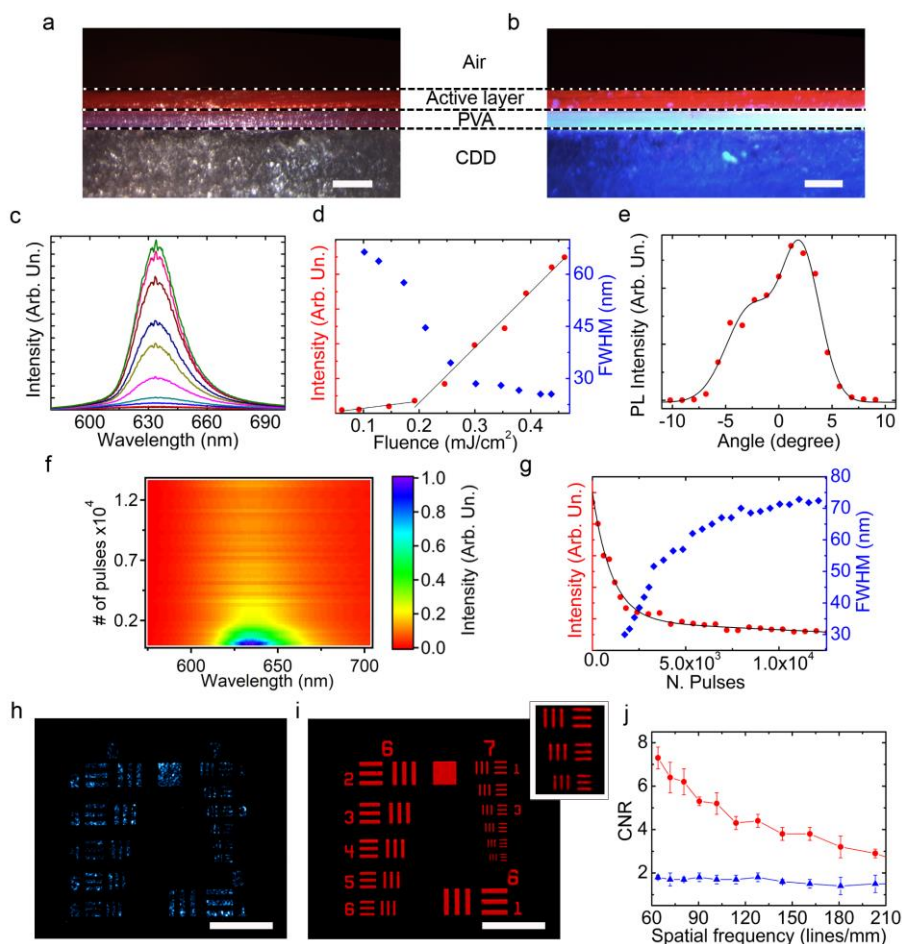 a
b
Air
Active layer
PVA
CDD
c
Intensity (Arb. Un.)
600 630 660 690
Wavelength (nm)
d
Intensity (Arb. Un.)
0.1 0.2 0.3 0.4
Fluence (mJ/cm²)
60
45
30
FWHM (nm)
e
PL Intensity (Arb. Un.)
-10 -5 0 5 10
Angle (degree)
f
# of pulses x10⁴
1.2
0.7
0.2
600 650 700
Wavelength (nm)
1.0
0.8
0.6
0.4
0.2
0.0
Intensity (Arb. Un.)
g
Intensity (Arb. Un.)
0.0 5.0x10³ 1.0x10⁴
N. Pulses
80
70
60
50
40
30
FWHM (nm)
h
i
6 7
2 1
3 3
4
5
6
6
1
j
CNR
8
6
4
2
60 90 120 150 180 210
Spatial frequency (lines/mm)